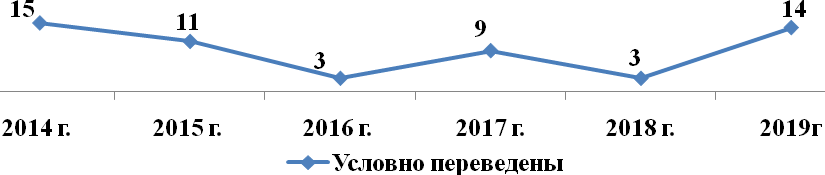 15 11 3 9 3 14
2014 г. 2015 г. 2016 г. 2017 г. 2018 г. 2019г
Условно переведены